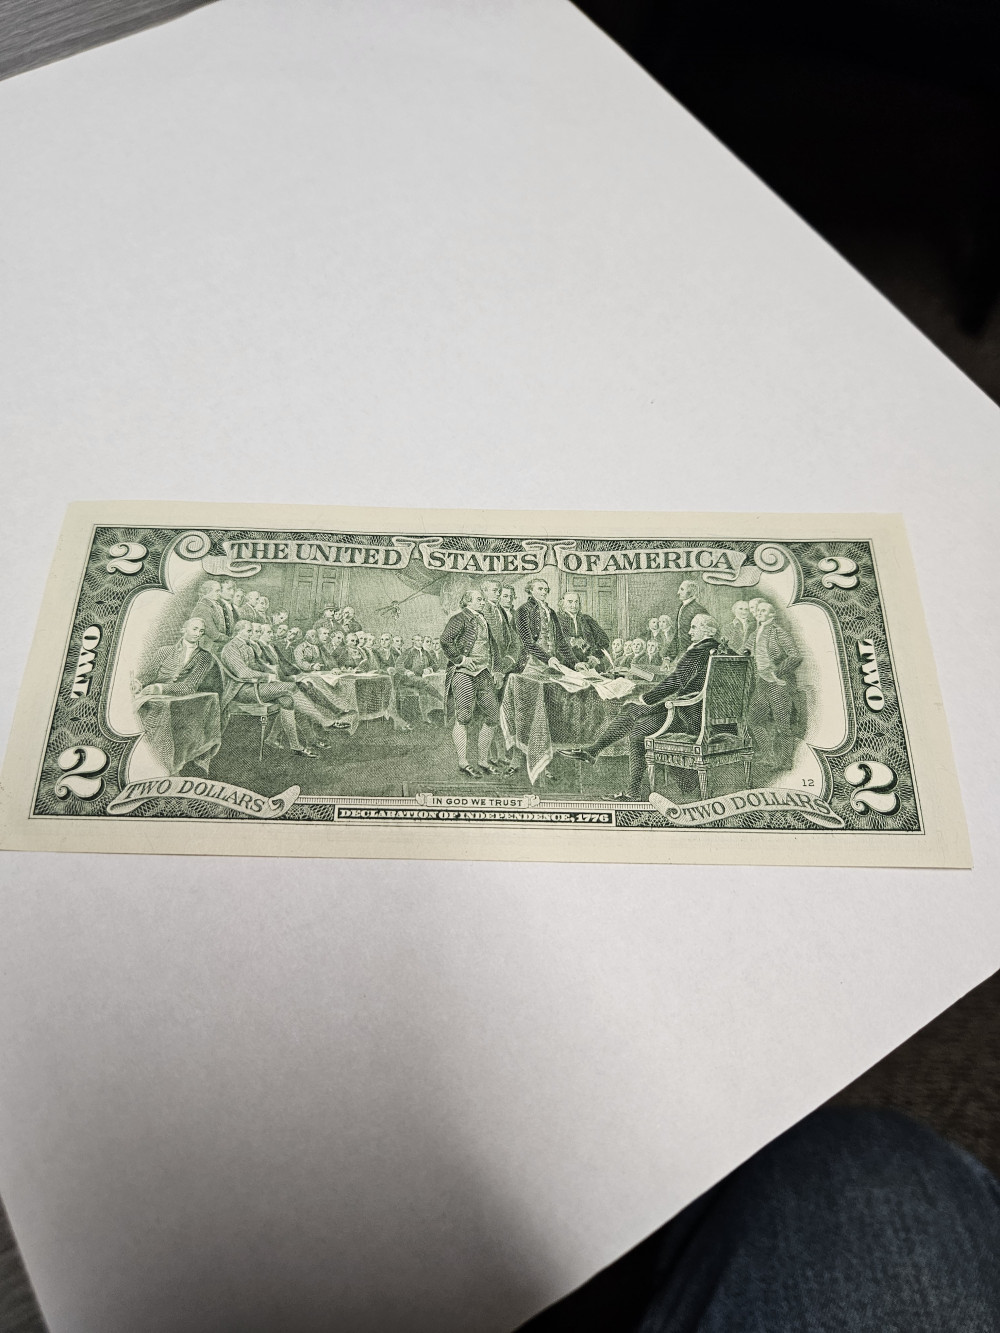 2
THE UNITED STATES OF AMERICA
2
TWO
TWO
2
TWO DOLLARS
IN GOD WE TRUST
DECLARATION OF INDEPENDENCE, 1776
12
TWO DOLLARS
2